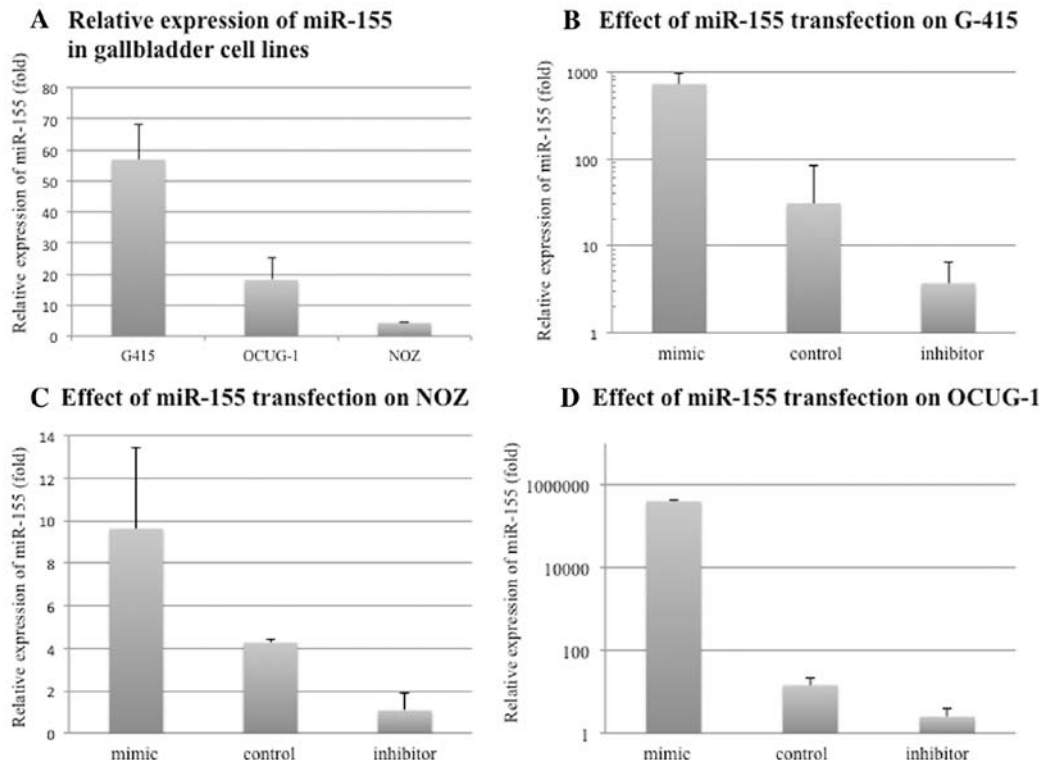 A Relative expression of miR-155
in gallbladder cell lines
Relative expression of miR-155 (fold)
80
70
60
50
40
30
20
10
0
G415 OCUG-1 NOZ
B Effect of miR-155 transfection on G-415
Relative expression of miR-155 (fold)
1000
100
10
1
mimic control inhibitor
C Effect of miR-155 transfection on NOZ
Relative expression of miR-155 (fold)
14
12
10
8
6
4
2
0
mimic control inhibitor
D Effect of miR-155 transfection on OCUG-1
Relative expression of miR-155 (fold)
1000000
10000
100
1
mimic control inhibitor